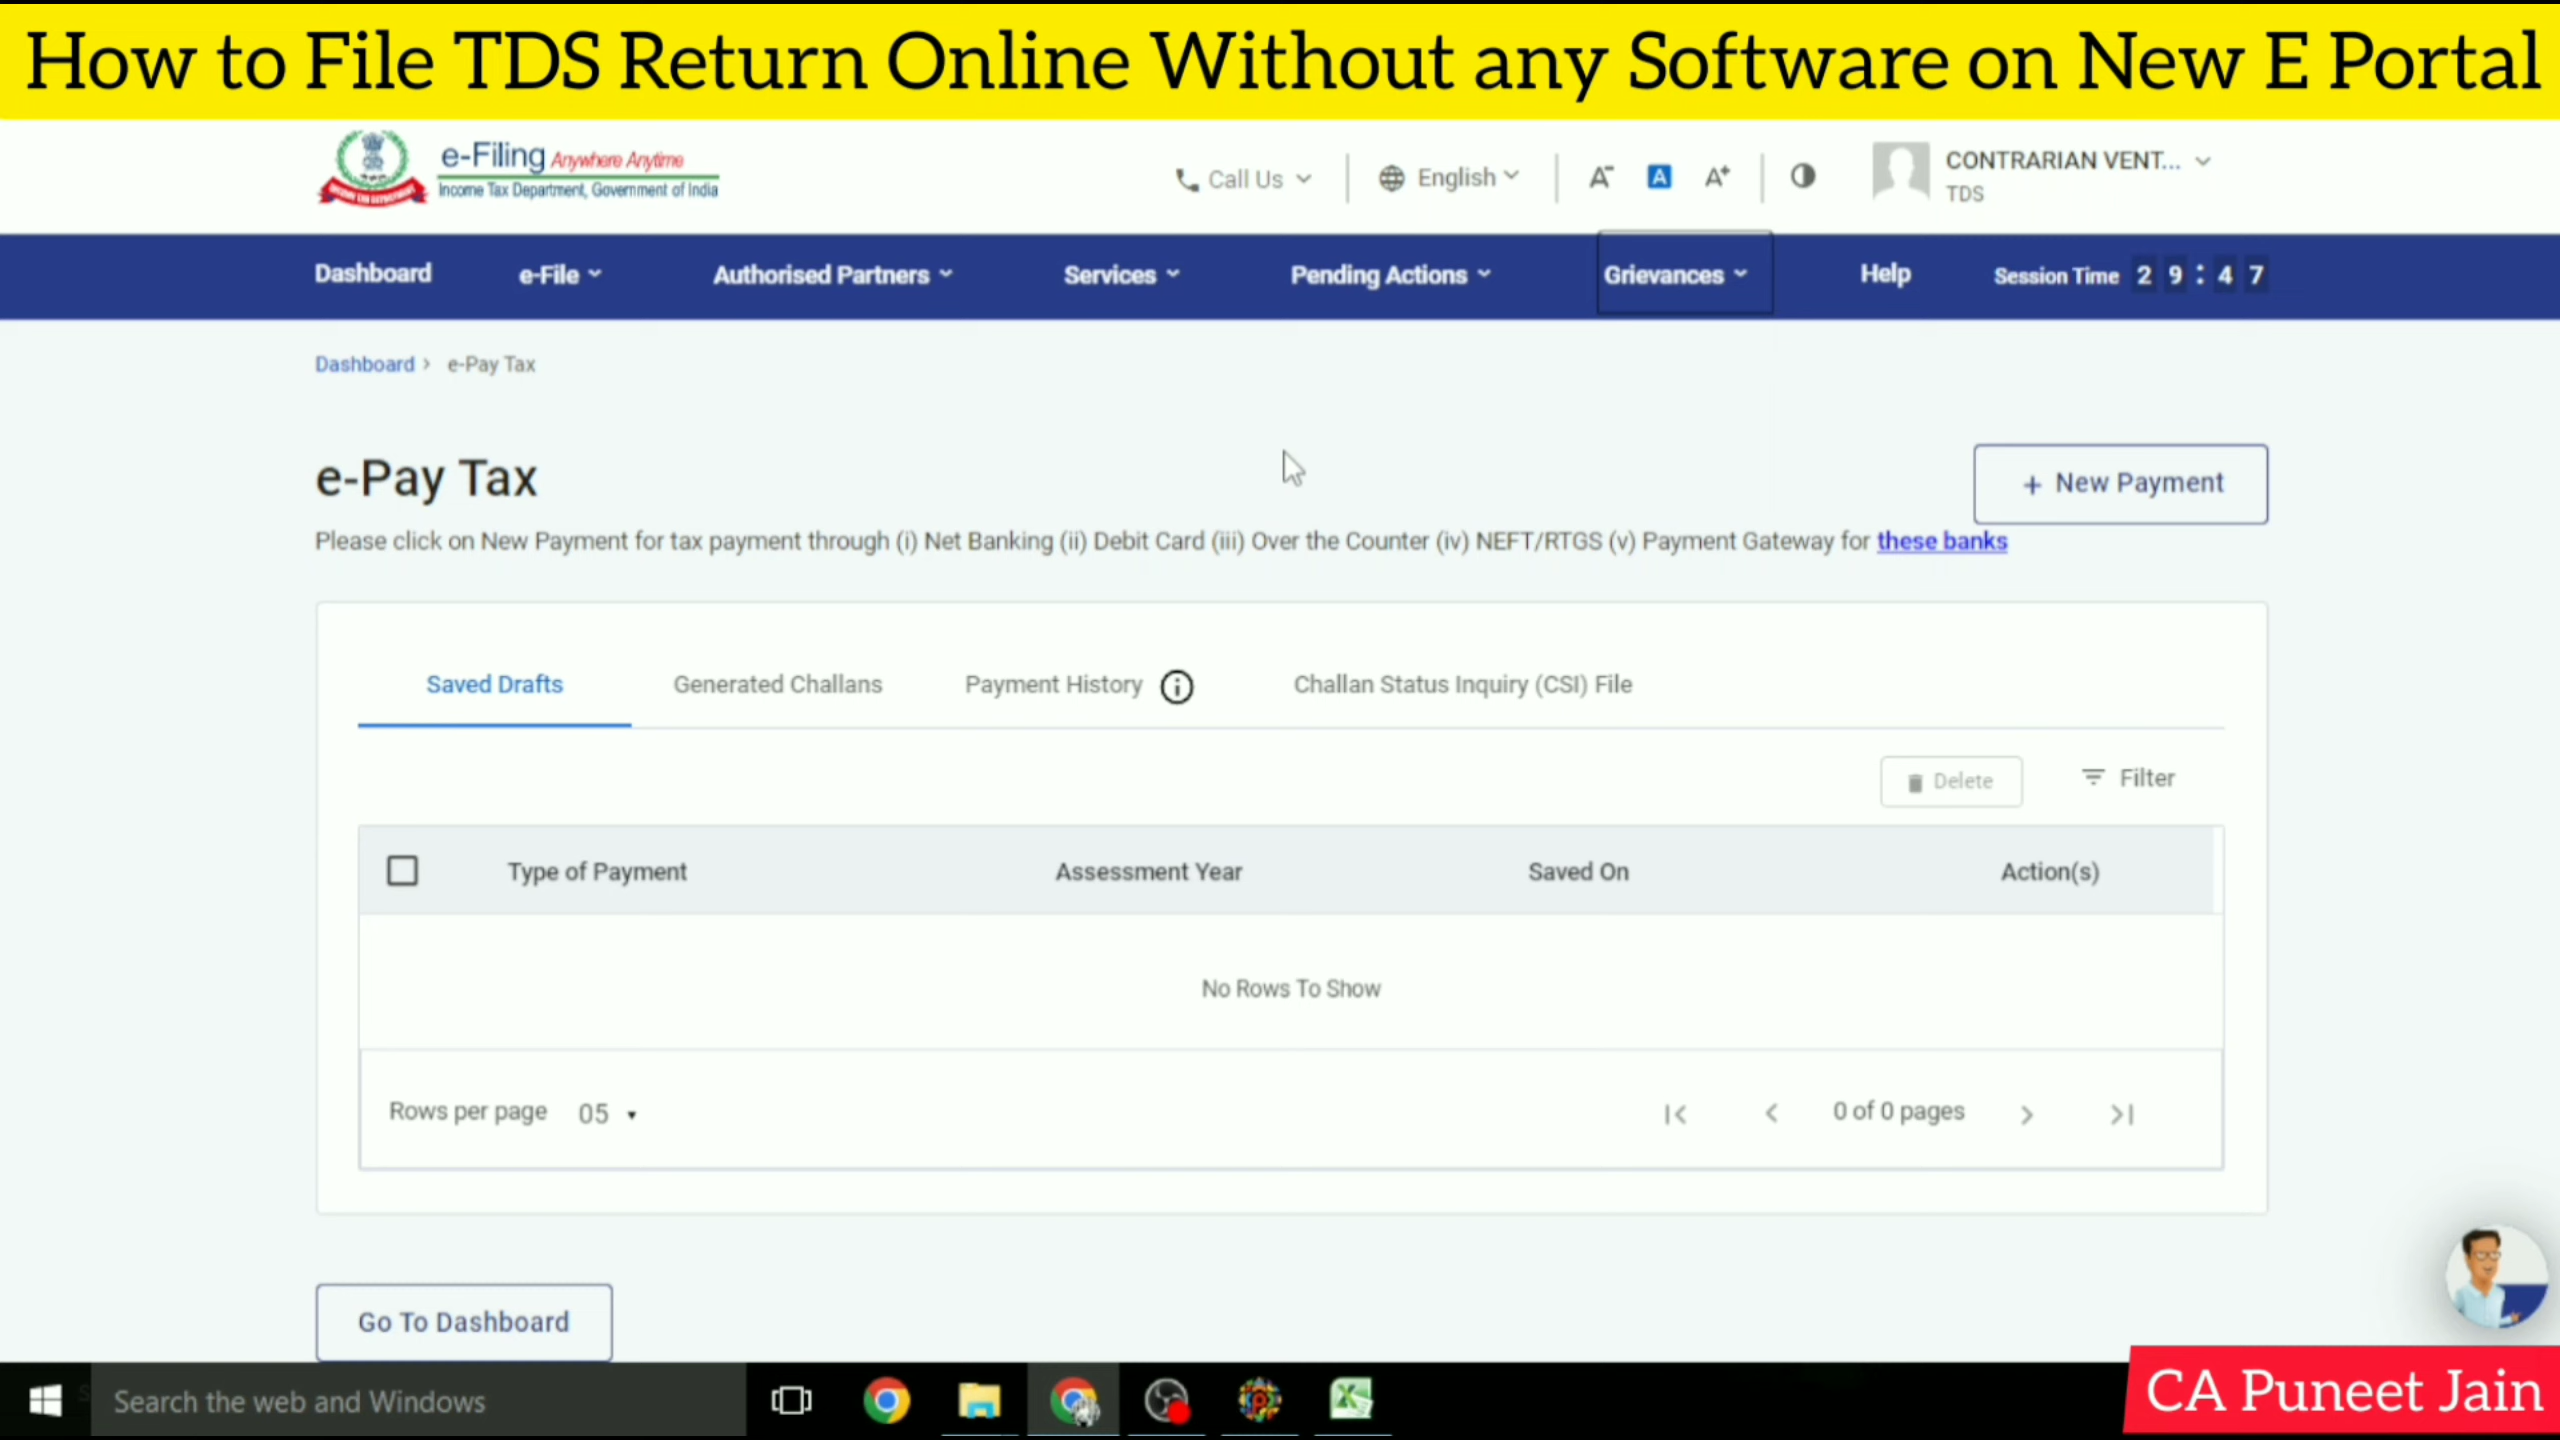 How to File TDS Return Online Without any Software on New E Portal
e-Filing Anywhere Anytime
Income Tax Department, Government of India
Call Us
English
A-
A
A+
CONTRARIAN VENT...
TDS
Dashboard
e-File
Authorised Partners
Services
Pending Actions
Grievances
Help
Session Time 29:47
Dashboard > e-Pay Tax
e-Pay Tax
+ New Payment
Please click on New Payment for tax payment through (i) Net Banking (ii) Debit Card (iii) Over the Counter (iv) NEFT/RTGS (v) Payment Gateway for these banks
Saved Drafts
Generated Challans
Payment History
Challan Status Inquiry (CSI) File
Delete
Filter
Type of Payment
Assessment Year
Saved On
Action(s)
No Rows To Show
Rows per page 05
0 of 0 pages
Go To Dashboard
Search the web and Windows
CA Puneet Jain